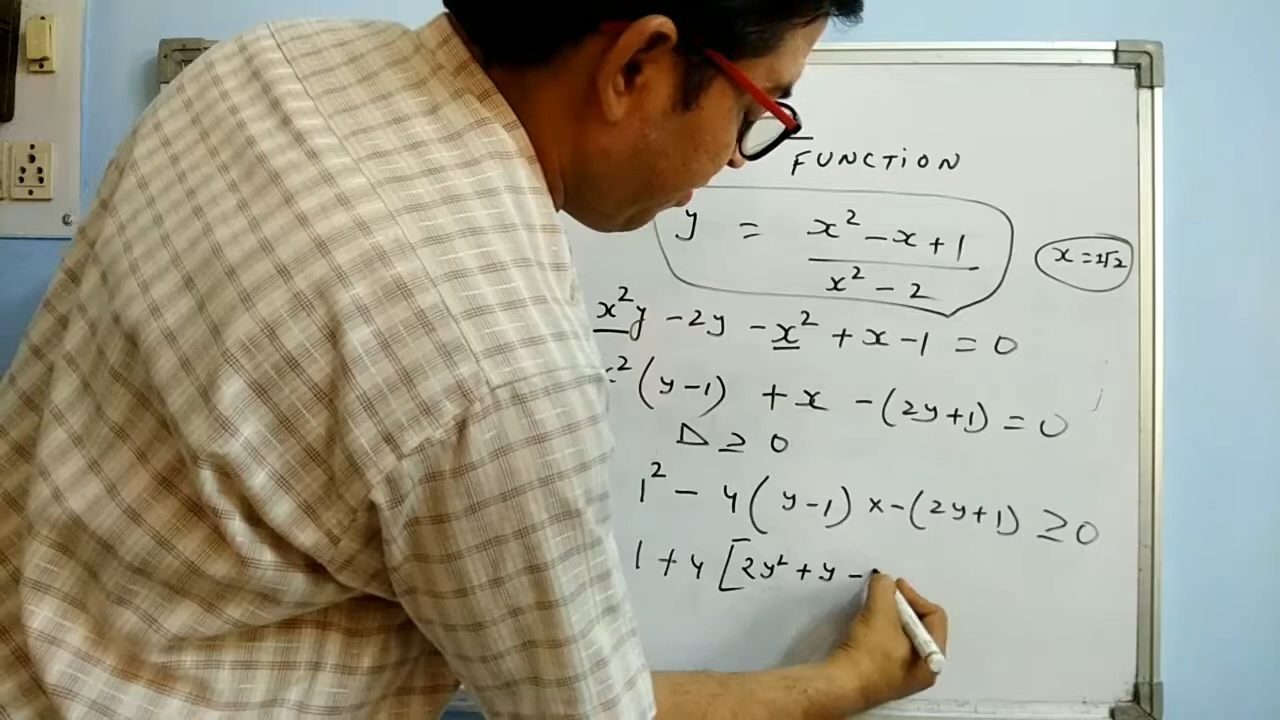 FUNCTION
y = x² - x + 1 / x² - 2
x = ±√2
x²y - 2y - x² + x - 1 = 0
x² (y-1) + x - (2y+1) = 0
Δ ≥ 0
1² - 4 (y-1) × -(2y+1) ≥ 0
1 + 4 [2y² + y -